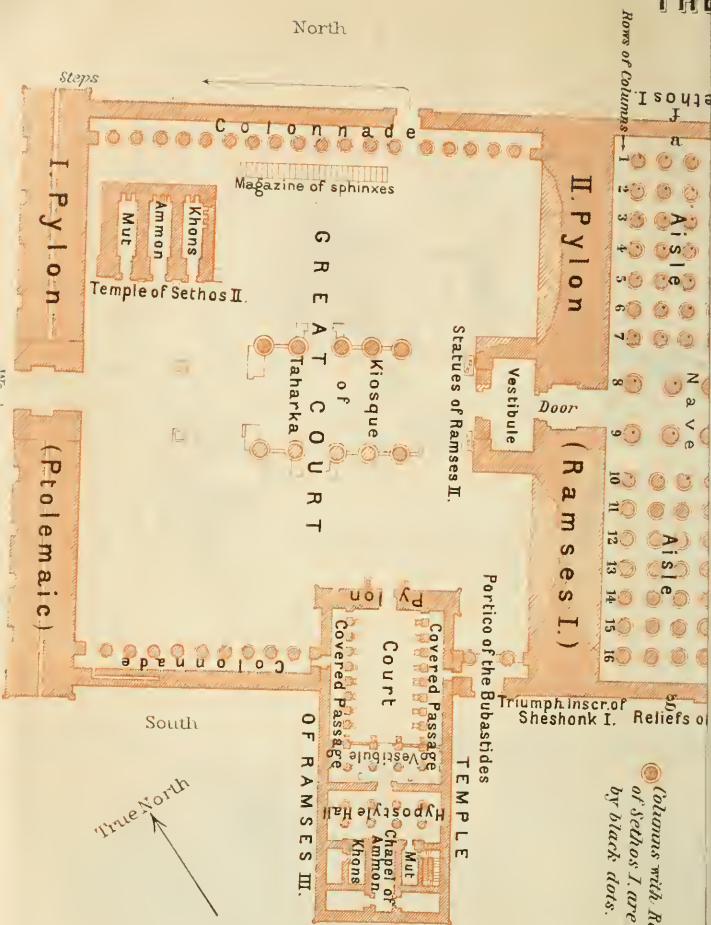 North
Rows of Columns
Steps
Colonnade
Magazine of sphinxes
I. Pylon
(Ptolemaic)
Mut
Ammon
Khons
Temple of Sethos II.
GREAT COURT
Kiosque
of
Taharka
II. Pylon
(Ramses I.)
Statues of Ramses II.
Vestibule
Door
1
2
3
4
5
6
7
8
9
10
11
12
13
14
15
16
Aisle
Nave
Aisle
Portico of the Bubastides
Triumph. Inscr. of
Sheshonk I.
Reliefs
Colonnade
South
Pylon
Covered Passage
Court
Covered Passage
Vestibule
Hypostyle Hall
Khons
Chapel of
Ammon
Mut
TEMPLE
OF RAMSES III.
True North
Columns with
of Sethos I. are
by black dots.